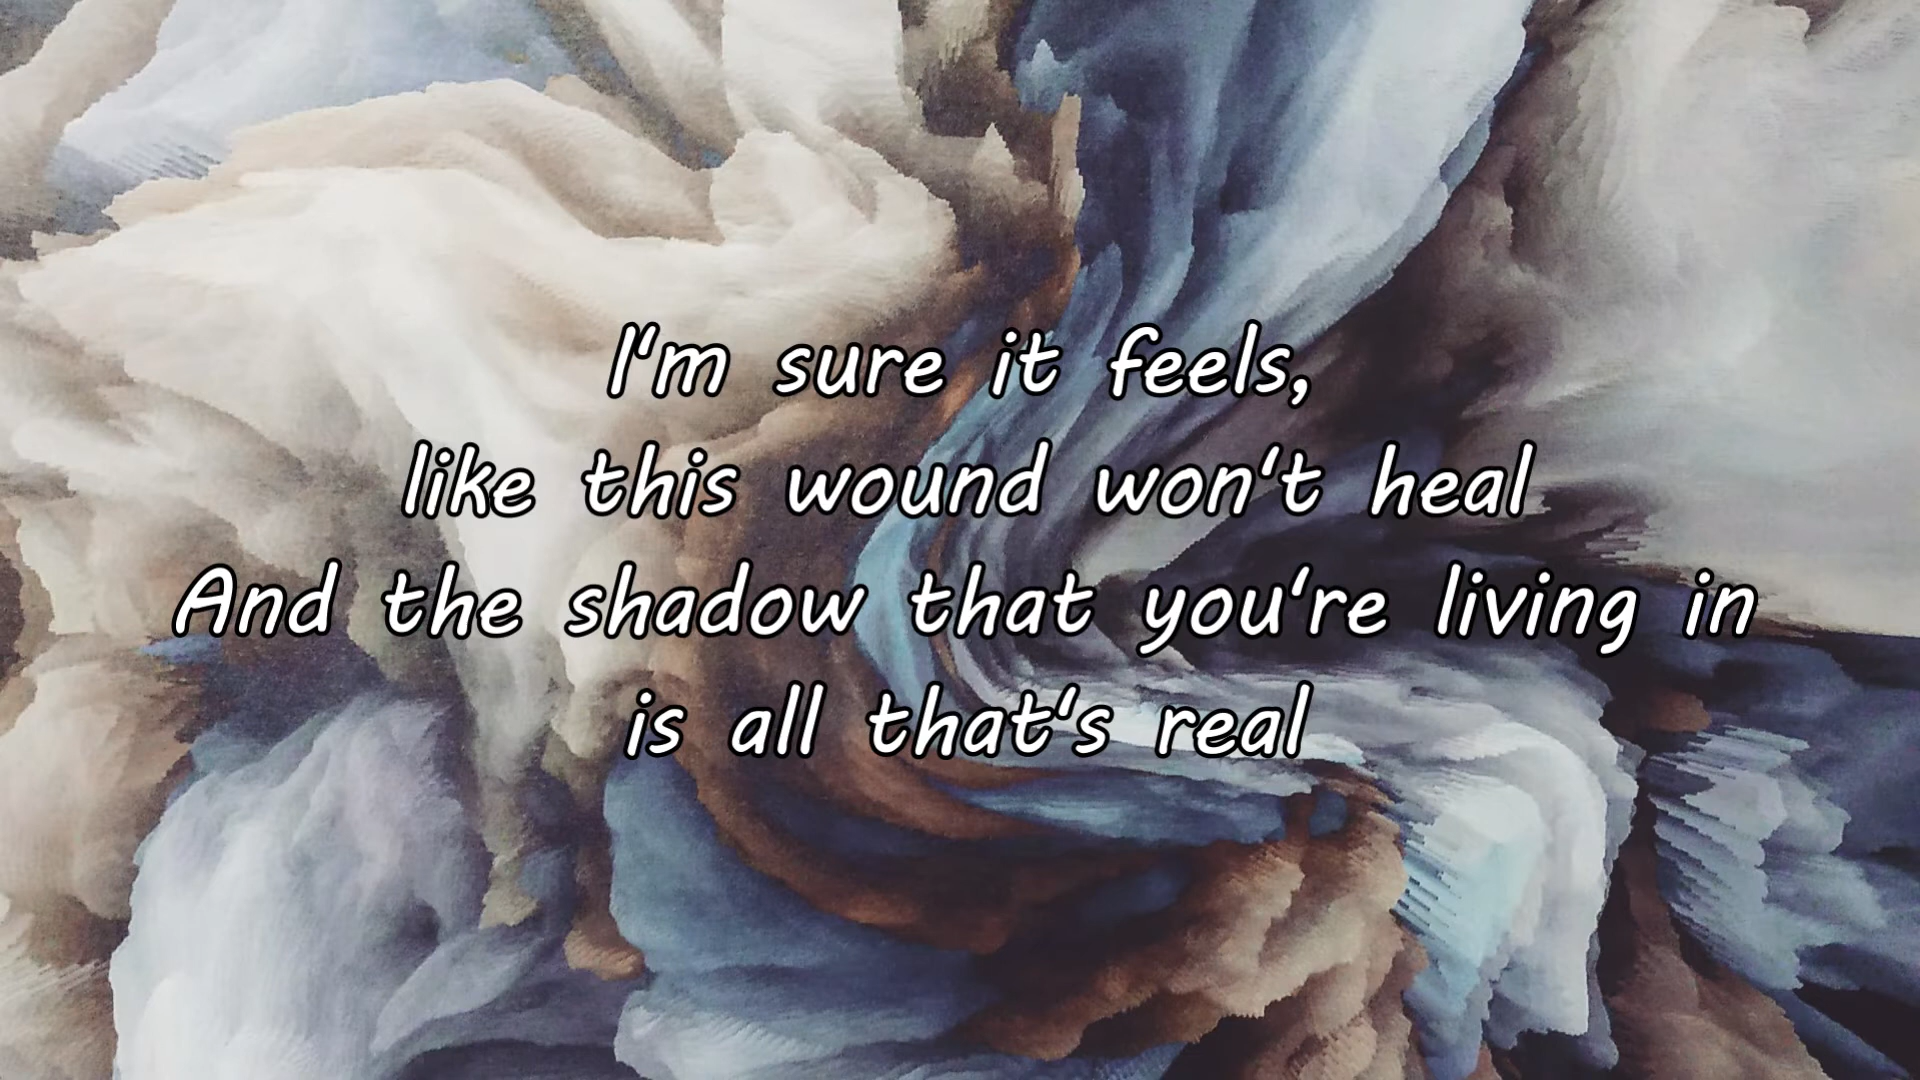 I'm sure it feels,
like this wound won't heal
And the shadow that you're living in
is all that's real